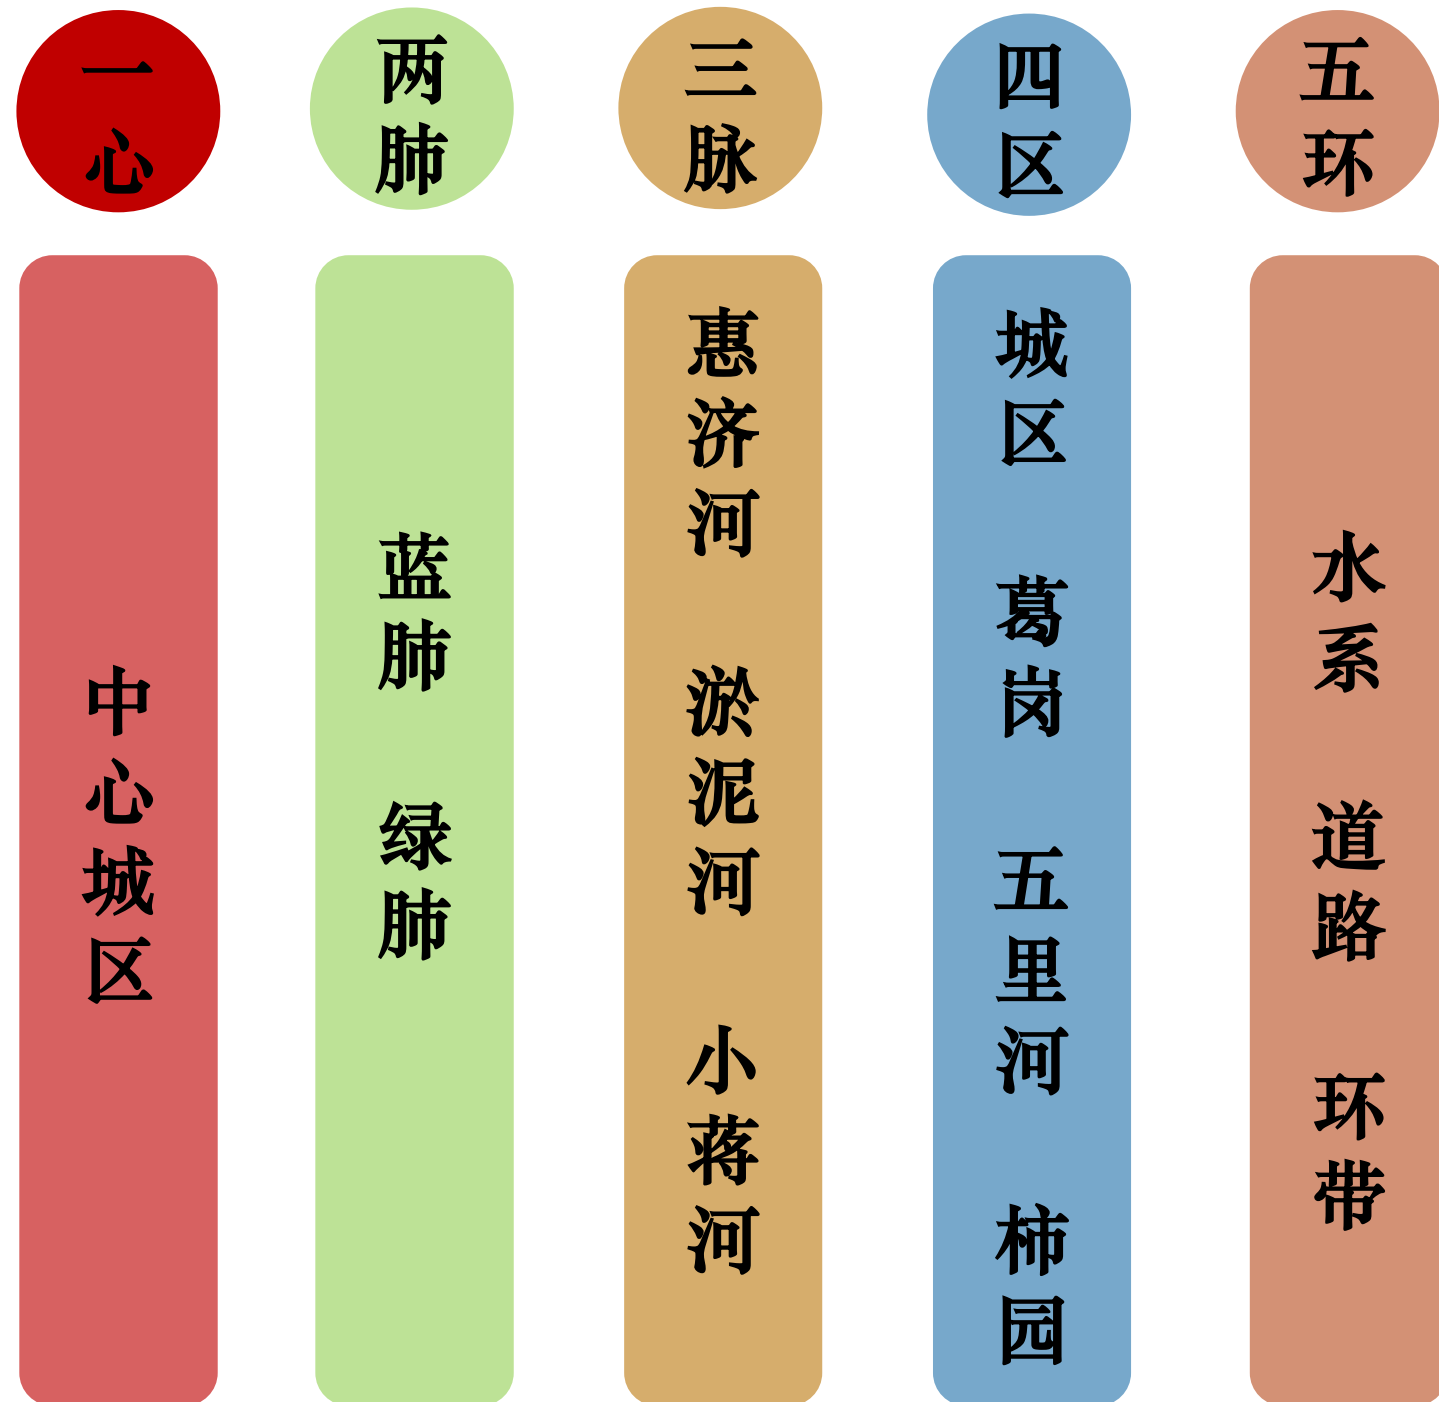 一心
两肺
三脉
四区
五环
中心城区
蓝肺 绿肺
惠济河 淤泥河 小蒋河
城区 葛岗 五里河 柿园
水系 道路 环带